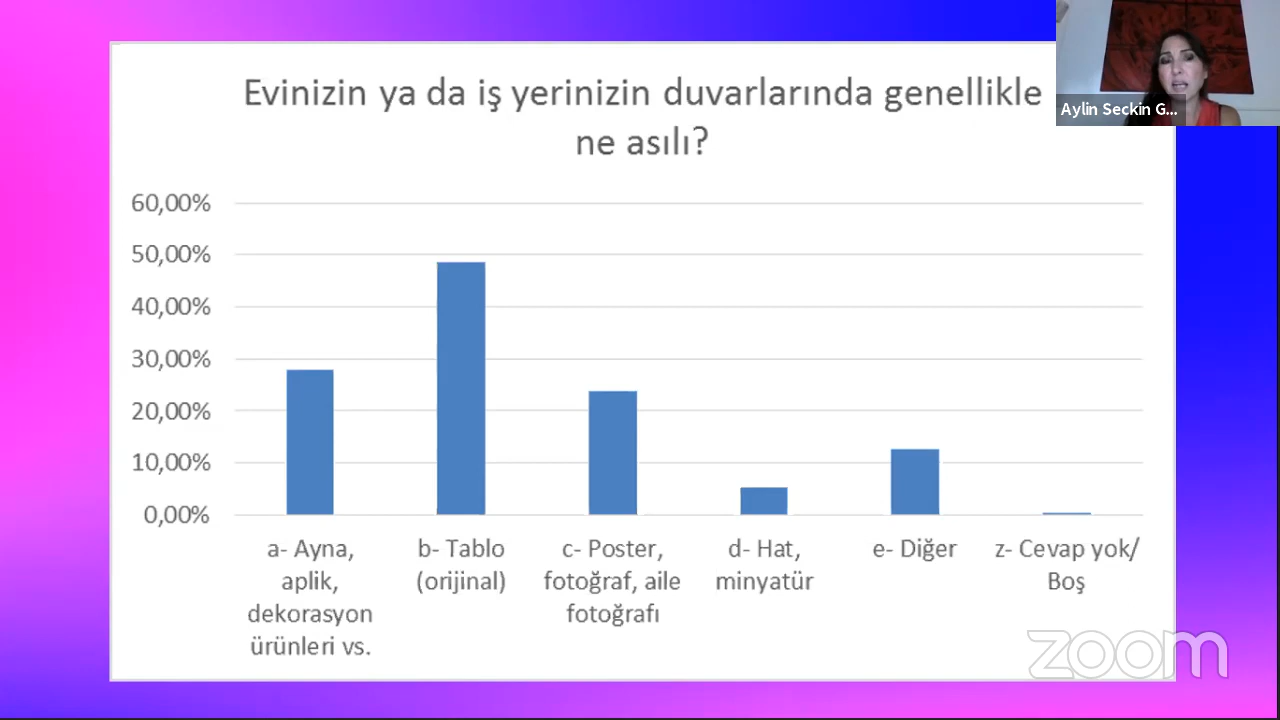 Evinizin ya da iş yerinizin duvarlarında genellikle
ne asılı?
Aylin Seckin G...
60,00%
50,00%
40,00%
30,00%
20,00%
10,00%
0,00%
a- Ayna,
aplik,
dekorasyon
ürünleri vs.
b- Tablo
(orijinal)
c- Poster,
fotoğraf, aile
fotoğrafı
d- Hat,
minyatür
e- Diğer
z- Cevap yok/
Boş
zoom